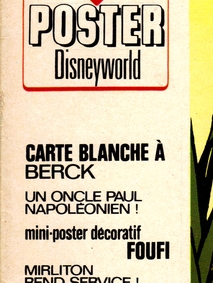 POSTER
Disneyworld
CARTE BLANCHE À
BERCK
UN ONCLE PAUL
NAPOLÉONIEN !
mini-poster décoratif
FOUFI
MIRLITON
REND SERVICE !